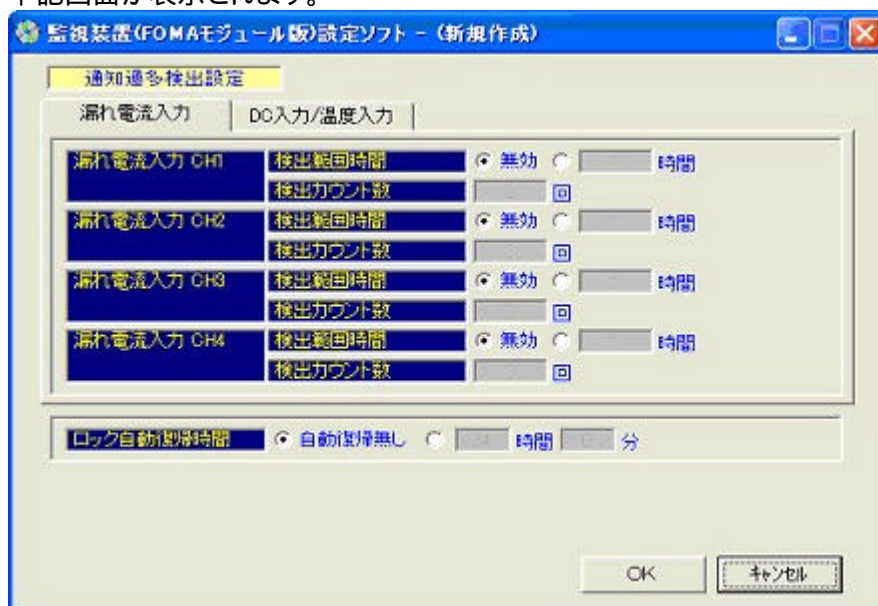 下記画面が表示されます。
監視装置(FOMAモジュール版)設定ソフト - (新規作成)
通知過多検出設定
漏れ電流入力 DC入力/温度入力
漏れ電流入力 CH1 検出範囲時間 無効 時間
検出カウント数 回
漏れ電流入力 CH2 検出範囲時間 無効 時間
検出カウント数 回
漏れ電流入力 CH3 検出範囲時間 無効 時間
検出カウント数 回
漏れ電流入力 CH4 検出範囲時間 無効 時間
検出カウント数 回
ロック自動復帰時間 自動復帰無し 時間 分
OK キャンセル